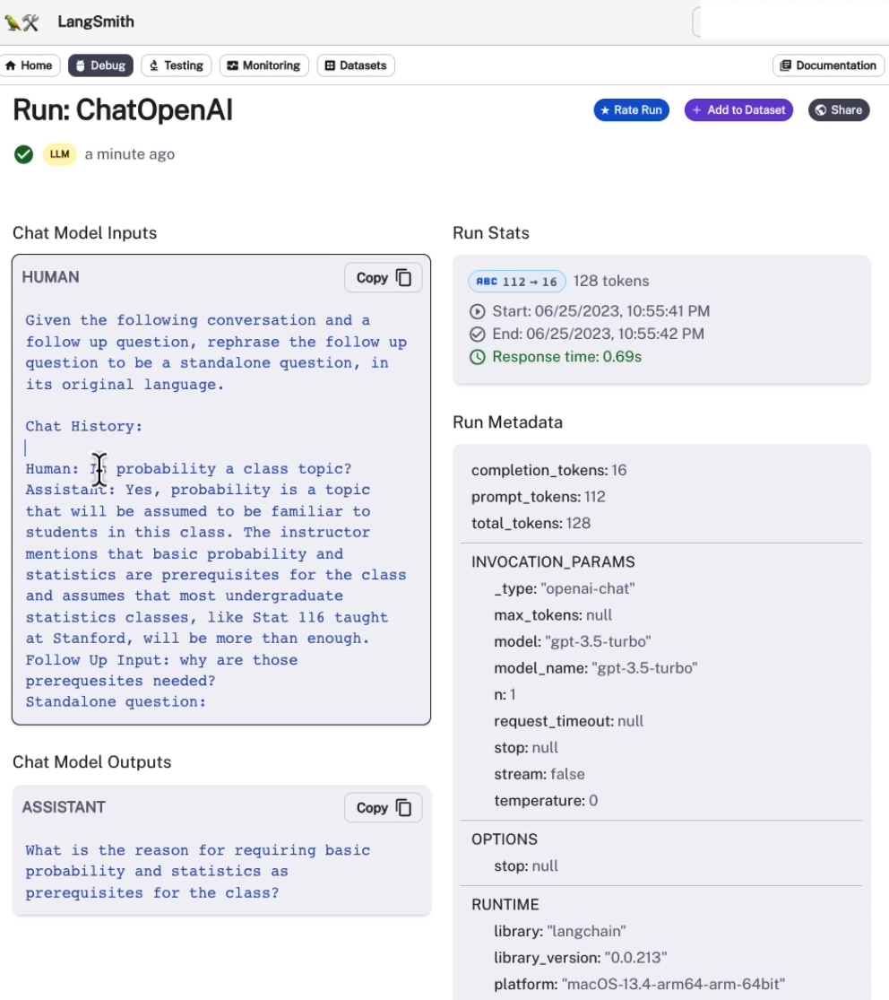 LangSmith
Home
Debug
Testing
Monitoring
Datasets
Documentation
Run: ChatOpenAI
Rate Run
+ Add to Dataset
Share
LLM
a minute ago
Chat Model Inputs
HUMAN
Copy
Given the following conversation and a
follow up question, rephrase the follow up
question to be a standalone question, in
its original language.
Chat History:
Human: Is probability a class topic?
Assistant: Yes, probability is a topic
that will be assumed to be familiar to
students in this class. The instructor
mentions that basic probability and
statistics are prerequisites for the class
and assumes that most undergraduate
statistics classes, like Stat 116 taught
at Stanford, will be more than enough.
Follow Up Input: why are those
prerequesites needed?
Standalone question:
Chat Model Outputs
ASSISTANT
Copy
What is the reason for requiring basic
probability and statistics as
prerequisites for the class?
Run Stats
ABC 112 → 16
128 tokens
Start: 06/25/2023, 10:55:41 PM
End: 06/25/2023, 10:55:42 PM
Response time: 0.69s
Run Metadata
completion_tokens: 16
prompt_tokens: 112
total_tokens: 128
INVOCATION_PARAMS
_type: "openai-chat"
max_tokens: null
model: "gpt-3.5-turbo"
model_name: "gpt-3.5-turbo"
n: 1
request_timeout: null
stop: null
stream: false
temperature: 0
OPTIONS
stop: null
RUNTIME
library: "langchain"
library_version: "0.0.213"
platform: "macOS-13.4-arm64-arm-64bit"